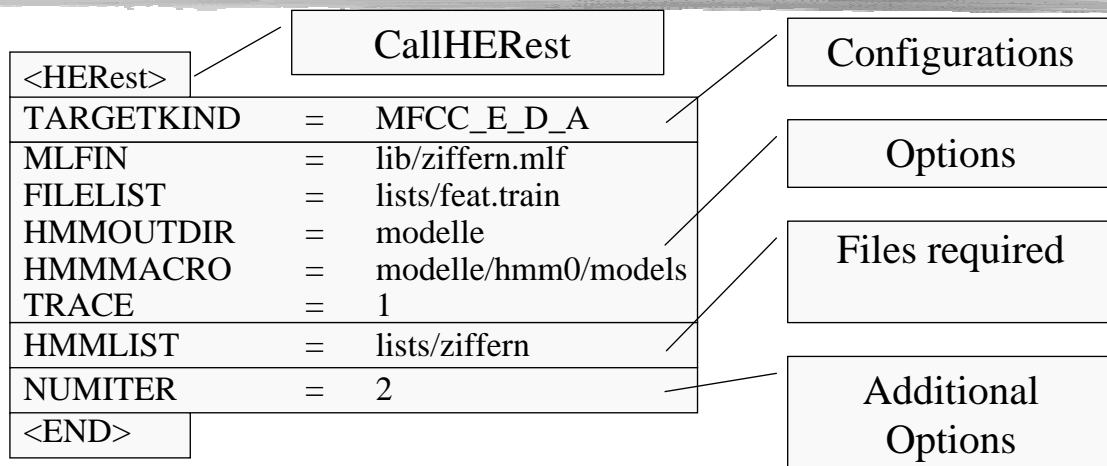 CallHERest
<HERest>
TARGETKIND = MFCC_E_D_A
MLFIN = lib/ziffern.mlf
FILELIST = lists/feat.train
HMMOUTDIR = modelle
HMMMACRO = modelle/hmm0/models
TRACE = 1
HMMLIST = lists/ziffern
NUMITER = 2
<END>
Configurations
Options
Files required
Additional
Options